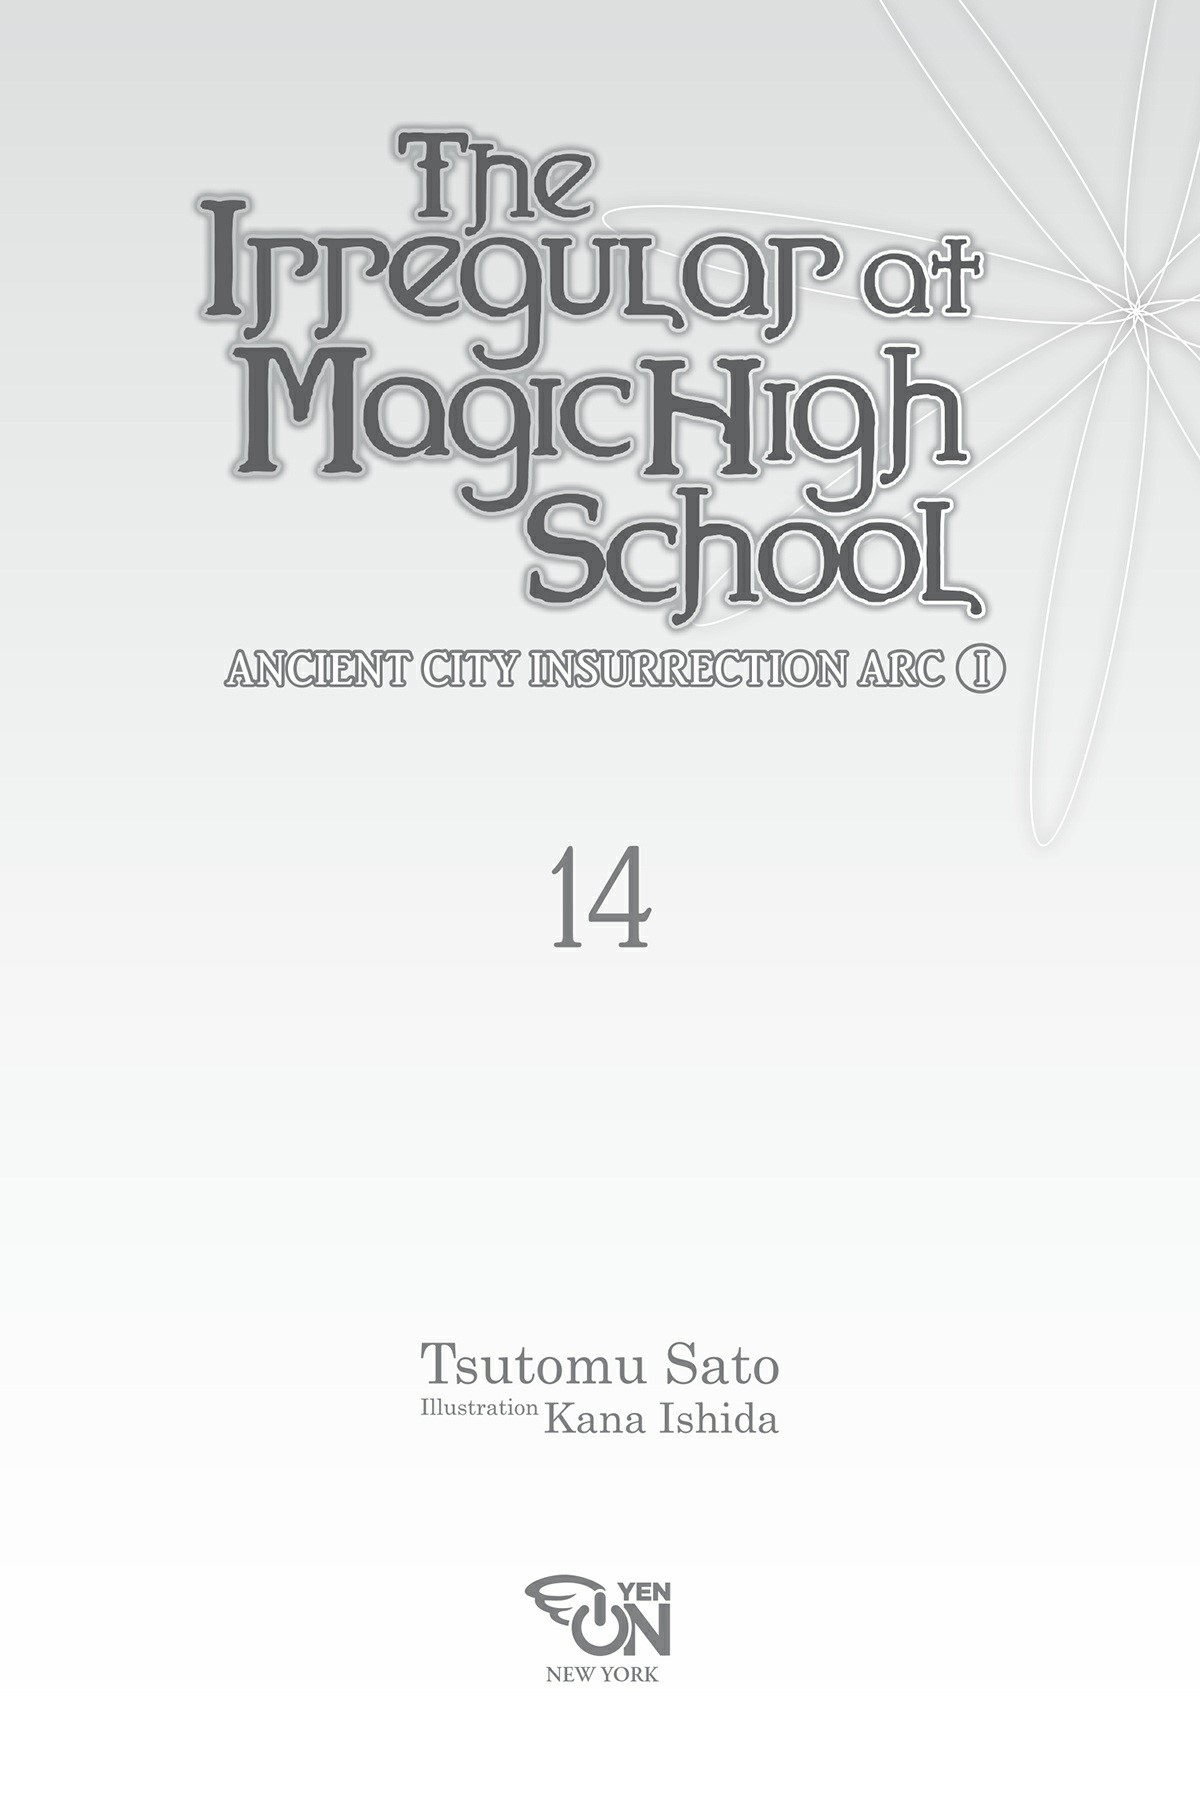 The
Irregular at
Magic High
School
ANCIENT CITY INSURRECTION ARC Ⓘ
14
Tsutomu Sato
Illustration Kana Ishida
YEN
ON
NEW YORK